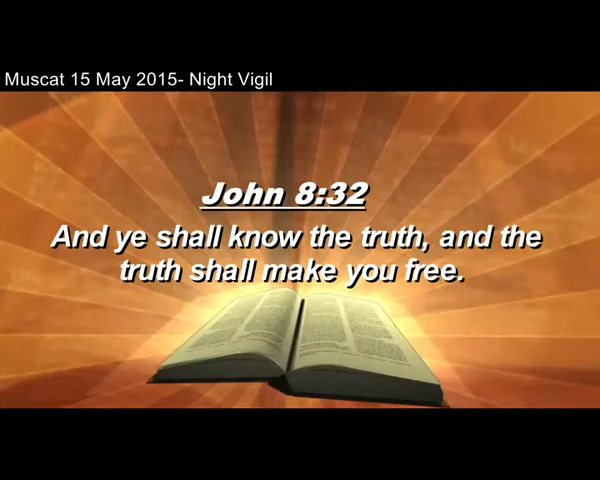 Muscat 15 May 2015- Night Vigil
John 8:32
And ye shall know the truth, and the
truth shall make you free.